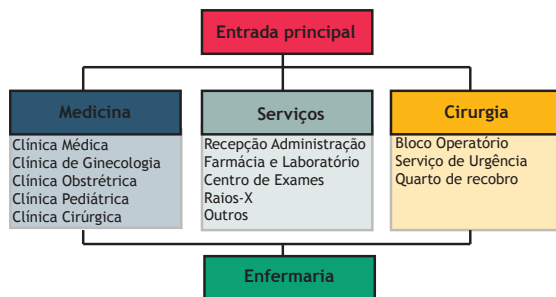 Entrada principal
Medicina
Clínica Médica
Clínica de Ginecologia
Clínica Obstrétrica
Clínica Pediátrica
Clínica Cirúrgica
Serviços
Recepção Administração
Farmácia e Laboratório
Centro de Exames
Raios-X
Outros
Cirurgia
Bloco Operatório
Serviço de Urgência
Quarto de recobro
Enfermaria